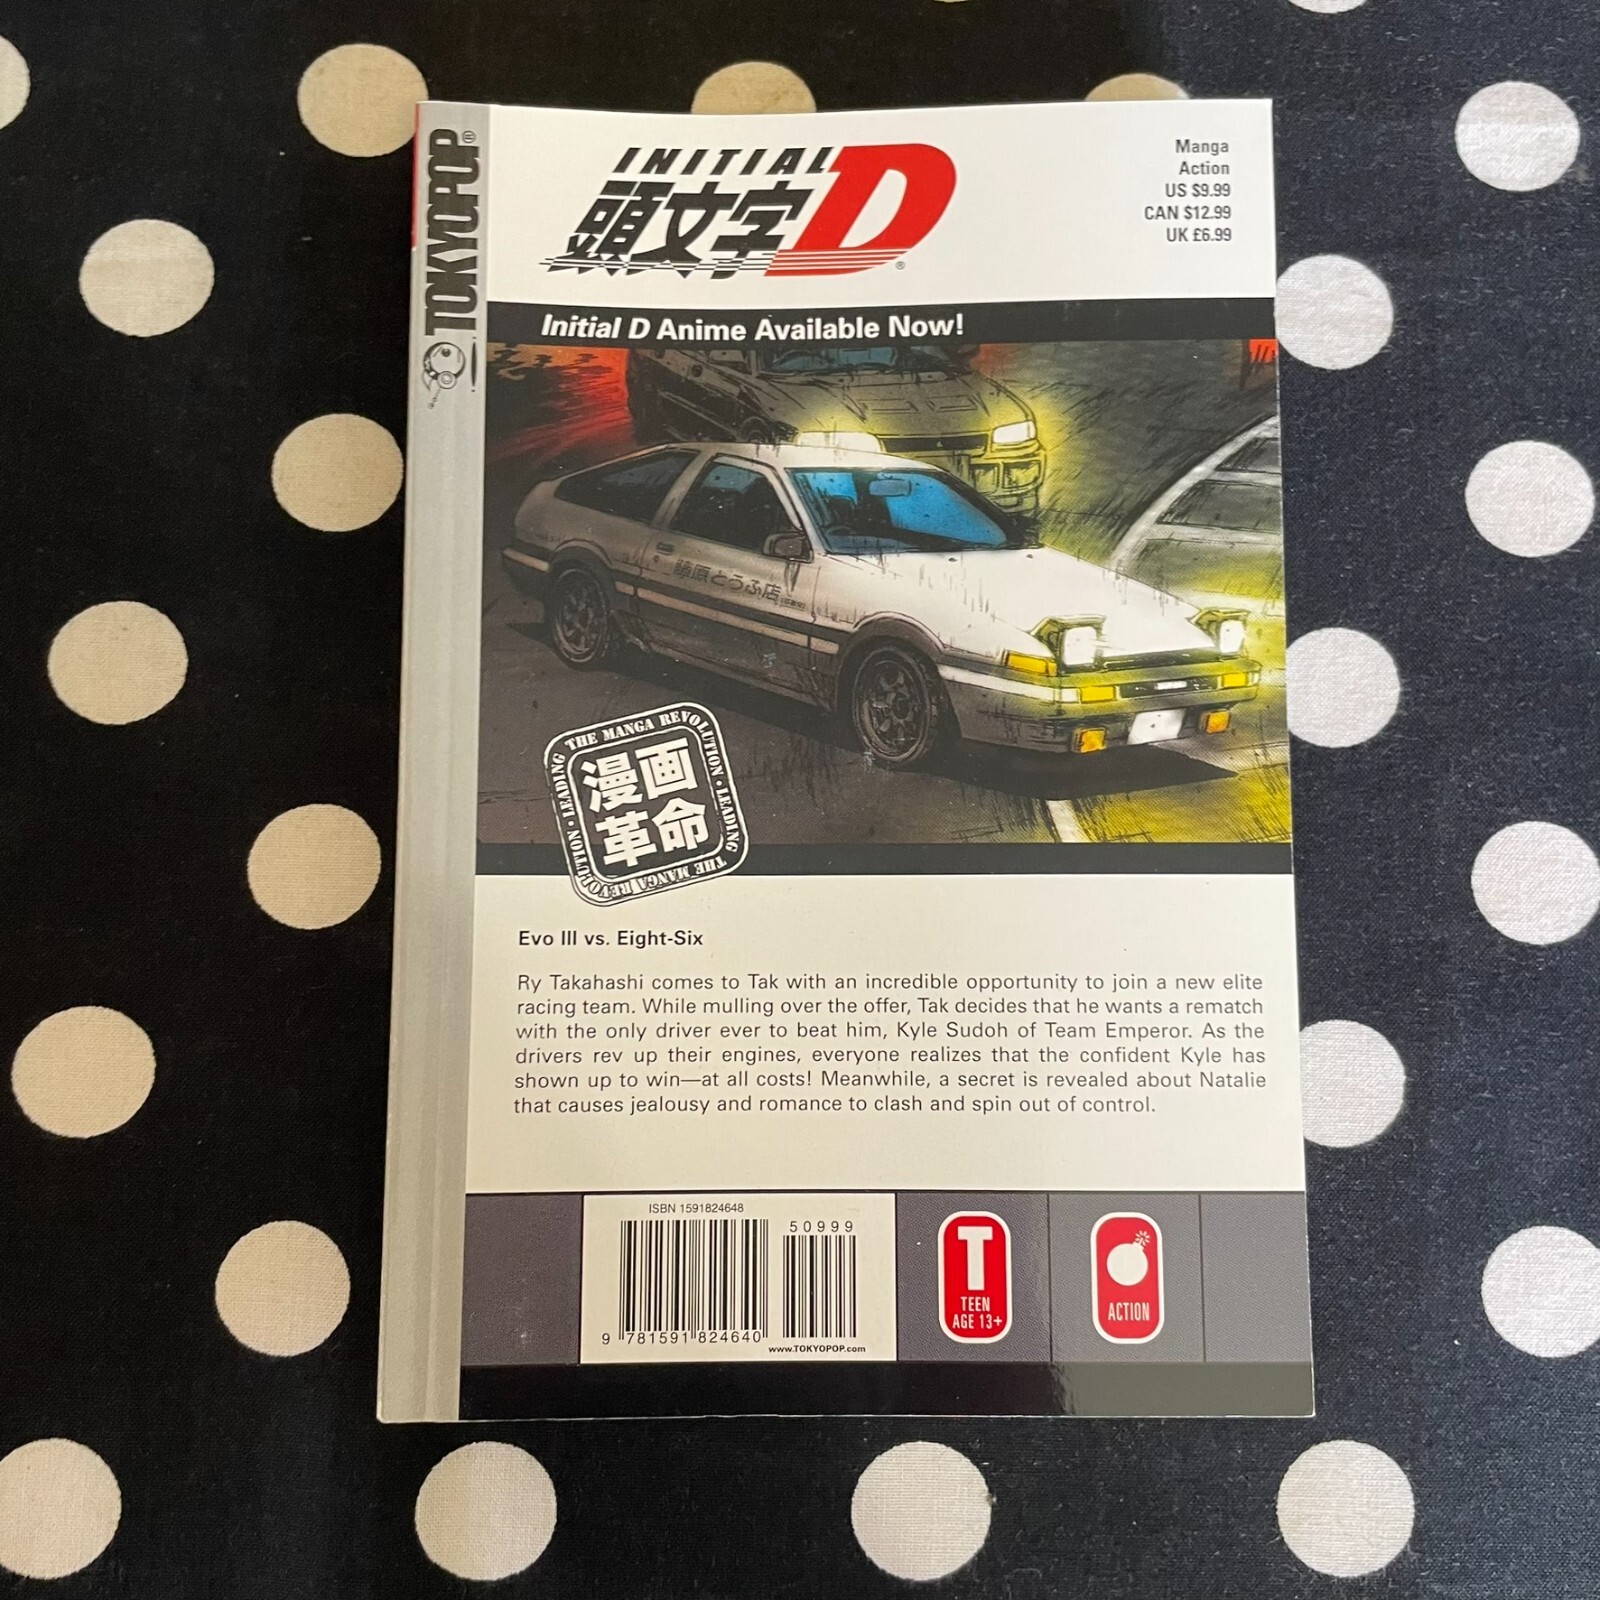 TOKYOPOP®
INITIAL D
頭文字
®
Manga
Action
US $9.99
CAN $12.99
UK £6.99
Initial D Anime Available Now!
藤原とうふ店
THE MANGA REVOLUTION • LEADING THE MANGA REVOLUTION • LEADING
漫画
革命
Evo III vs. Eight-Six
Ry Takahashi comes to Tak with an incredible opportunity to join a new elite
racing team. While mulling over the offer, Tak decides that he wants a rematch
with the only driver ever to beat him, Kyle Sudoh of Team Emperor. As the
drivers rev up their engines, everyone realizes that the confident Kyle has
shown up to win—at all costs! Meanwhile, a secret is revealed about Natalie
that causes jealousy and romance to clash and spin out of control.
ISBN 1591824648
50999
9 781591 824640
www.TOKYOPOP.com
T
TEEN
AGE 13+
ACTION